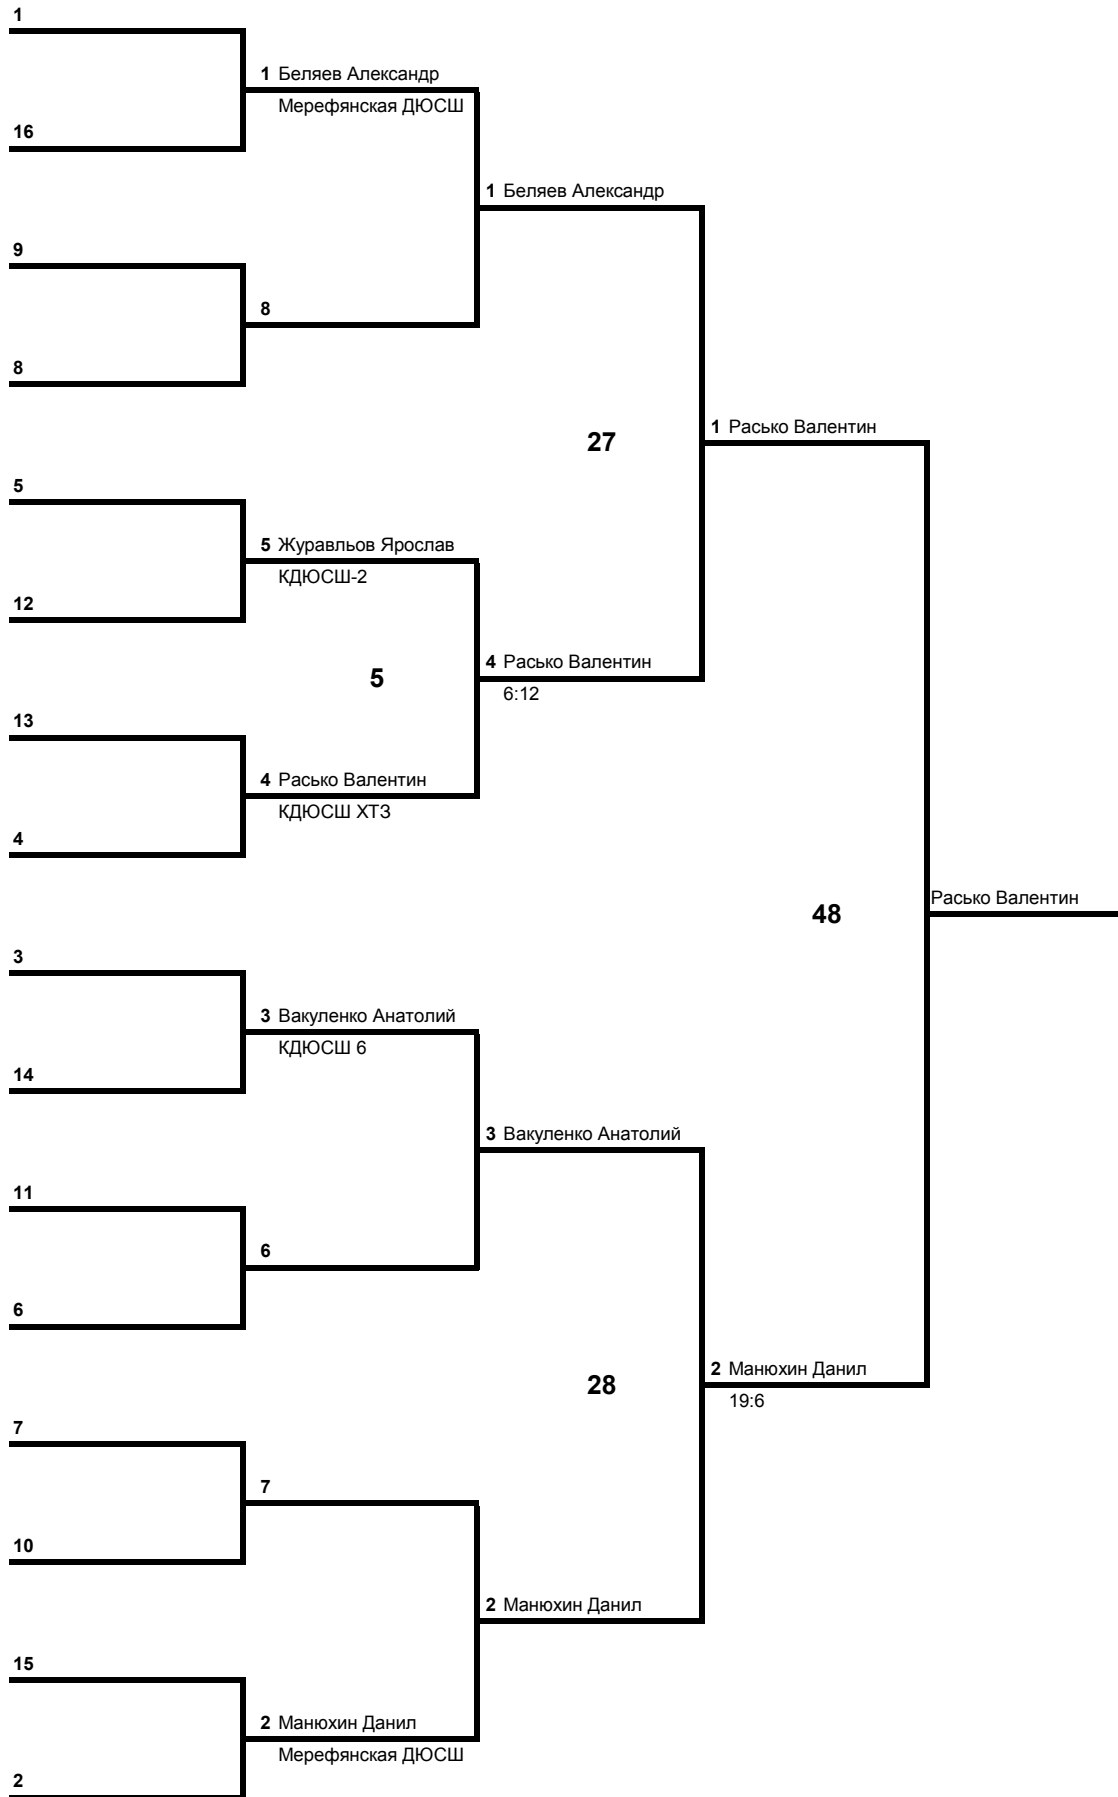 1
1 Беляев Александр
Мерефянская ДЮСШ
16
1 Беляев Александр
9
8
8
27
1 Расько Валентин
5
5 Журавльов Ярослав
КДЮСШ-2
12
4 Расько Валентин
5
6:12
13
4 Расько Валентин
КДЮСШ ХТЗ
4
Расько Валентин
48
3
3 Вакуленко Анатолий
КДЮСШ 6
14
3 Вакуленко Анатолий
11
6
6
2 Манюхин Данил
28
19:6
7
7
10
2 Манюхин Данил
15
2 Манюхин Данил
Мерефянская ДЮСШ
2